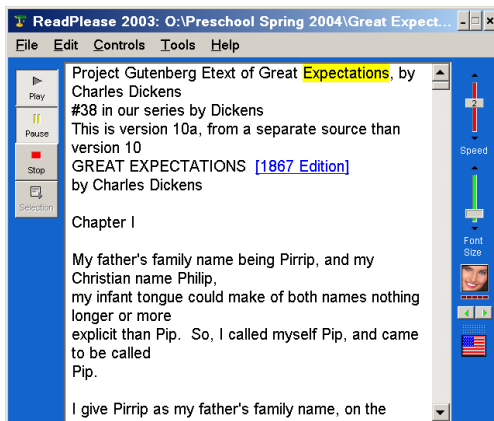 ReadPlease 2003: O:\Preschool Spring 2004\Great Expect...
File Edit Controls Tools Help
Play
Pause
Stop
Selection
Project Gutenberg Etext of Great Expectations, by
Charles Dickens
#38 in our series by Dickens
This is version 10a, from a separate source than
version 10
GREAT EXPECTATIONS [1867 Edition]
by Charles Dickens
Chapter I
My father's family name being Pirrip, and my
Christian name Philip,
my infant tongue could make of both names nothing
longer or more
explicit than Pip. So, I called myself Pip, and came
to be called
Pip.
I give Pirrip as my father's family name, on the
2
Speed
Font
Size